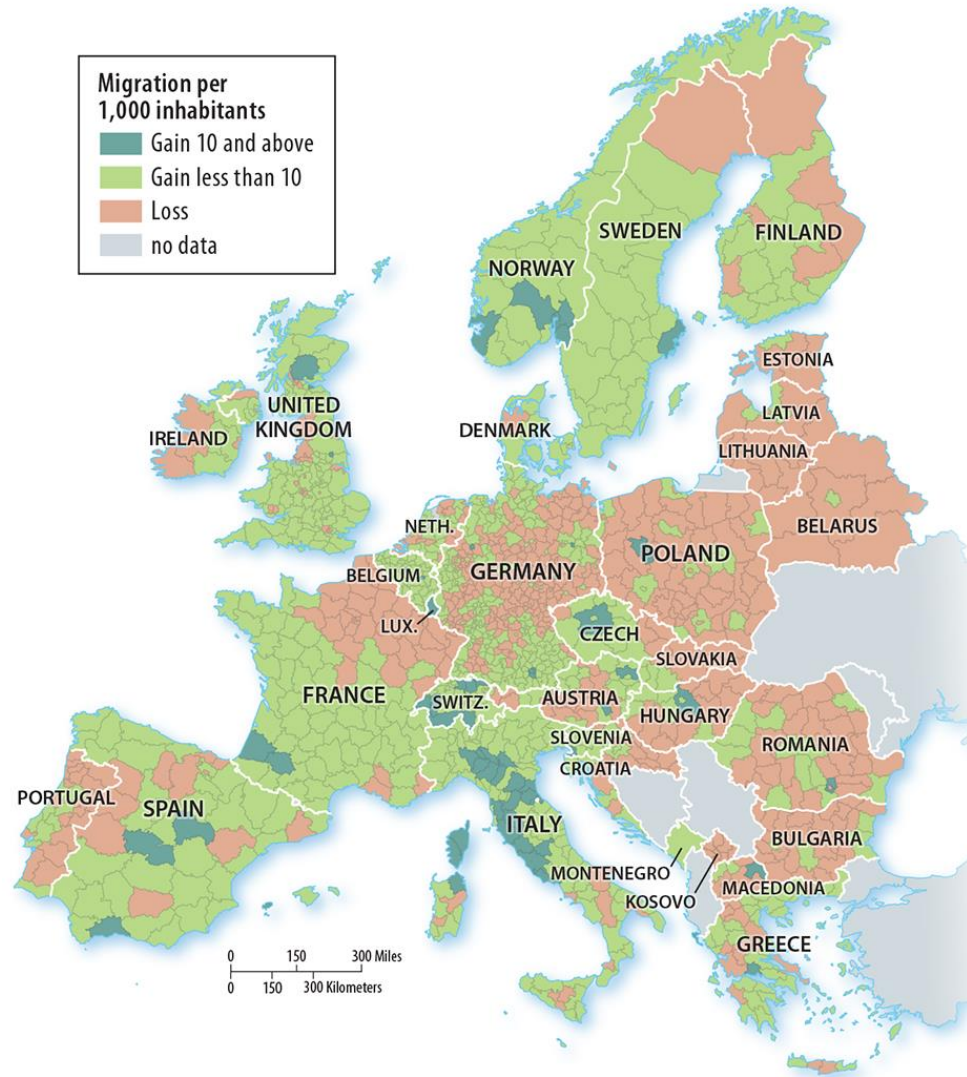 Migration per
1,000 inhabitants
Gain 10 and above
Gain less than 10
Loss
no data
SWEDEN
FINLAND
NORWAY
ESTONIA
UNITED
KINGDOM
LATVIA
IRELAND
DENMARK
LITHUANIA
BELARUS
NETH.
POLAND
BELGIUM
GERMANY
LUX.
CZECH
SLOVAKIA
FRANCE
SWITZ.
AUSTRIA
HUNGARY
SLOVENIA
ROMANIA
CROATIA
PORTUGAL
SPAIN
ITALY
BULGARIA
MONTENEGRO
KOSOVO
MACEDONIA
GREECE
0 150 300 Miles
0 150 300 Kilometers